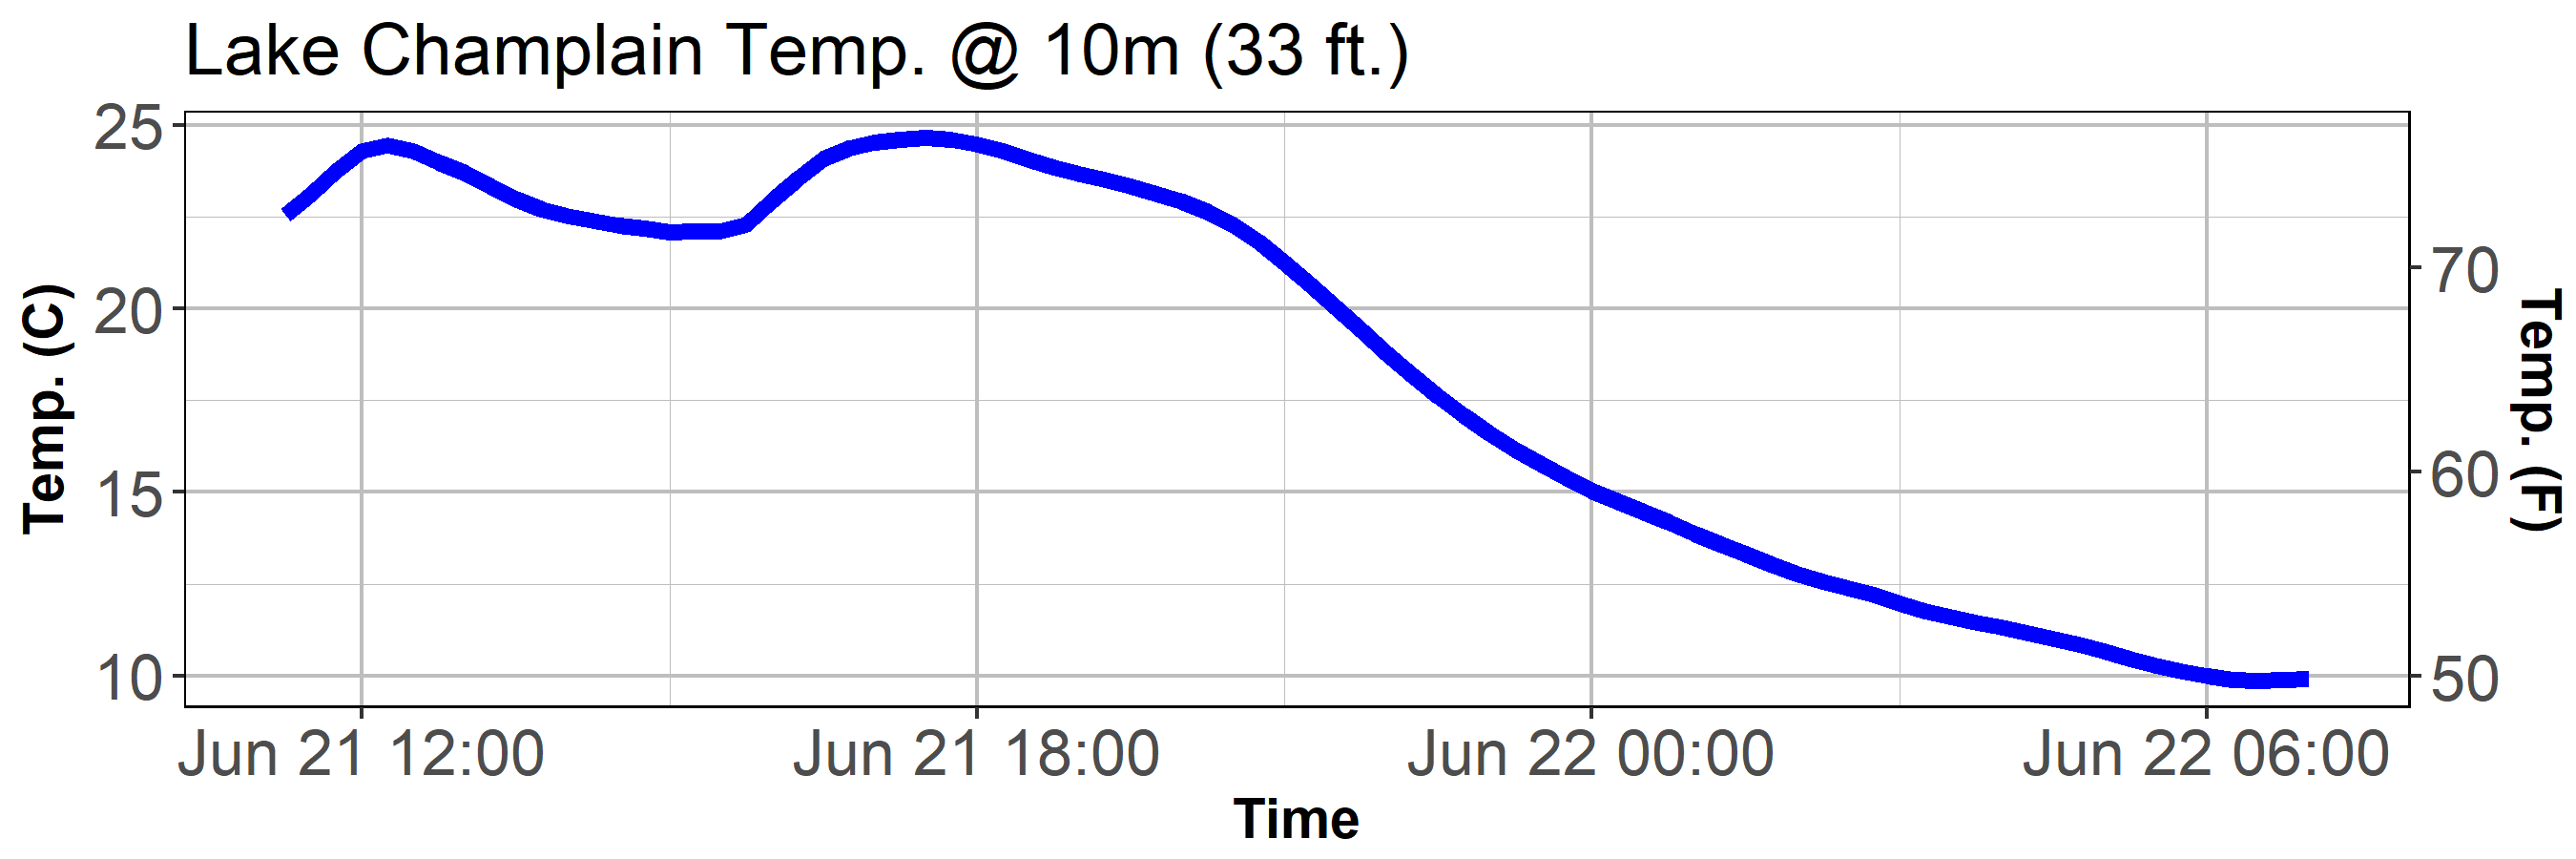 Lake Champlain Temp. @ 10m (33 ft.)
25
20
15
10
Temp. (C)
70
60
50
Temp. (F)
Jun 21 12:00
Jun 21 18:00
Jun 22 00:00
Jun 22 06:00
Time